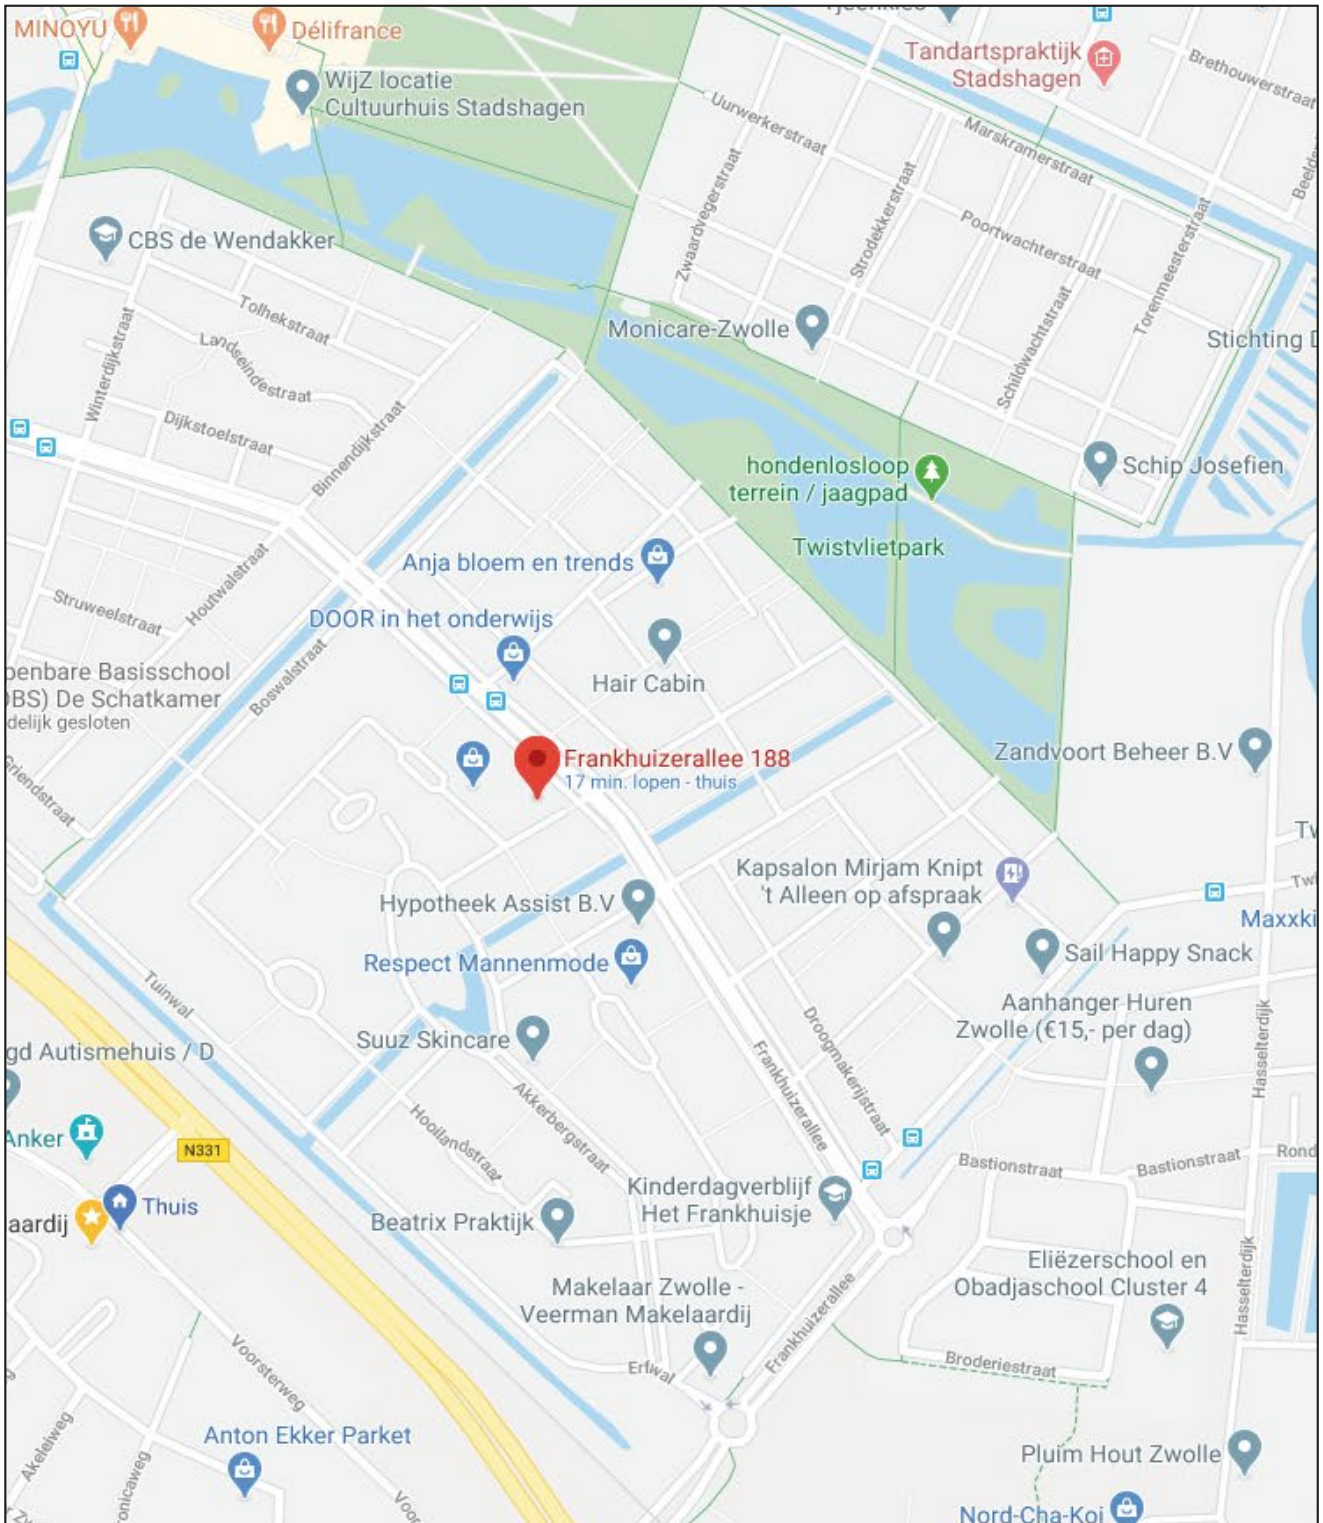 MINOYU
Délifrance
WijZ locatie
Cultuurhuis Stadshagen
Tandartspraktijk
Stadshagen
Brethouwerstraat
Uurwerkerstraat
Marskramerstraat
Zwaardvegerstraat
Strodekkerstraat
Poortwachterstraat
Torenmeesterstraat
Schildwachtstraat
CBS de Wendakker
Tolhekstraat
Landseindestraat
Winterdijkstraat
Dijkstoelstraat
Binnendijkstraat
Monicare-Zwolle
Stichting D
hondenlosloop
terrein / jaagpad
Schip Josefien
Twistvlietpark
Anja bloem en trends
Houtwalstraat
Struweelstraat
DOOR in het onderwijs
Hair Cabin
penbare Basisschool
BS) De Schatkamer
delijk gesloten
Boswalstraat
Griendstraat
Frankhuizerallee 188
17 min. lopen - thuis
Zandvoort Beheer B.V
Kapsalon Mirjam Knipt
't Alleen op afspraak
Hypotheek Assist B.V
Maxxki
Respect Mannenmode
Sail Happy Snack
Tuinwal
Aanhanger Huren
Zwolle (€15,- per dag)
Suuz Skincare
gd Autismehuis / D
Frankhuizerallee
Droogmakerijstraat
Hasselterdijk
Akkerbergstraat
Hooilandstraat
Anker
N331
Bastionstraat
Bastionstraat
Rond
Kinderdagverblijf
Het Frankhuisje
Thuis
aardij
Beatrix Praktijk
Eliëzerschool en
Obadjaschool Cluster 4
Hasselterdijk
Makelaar Zwolle -
Veerman Makelaardij
Frankhuizerallee
Voorsterweg
Erfwal
Broderiestraat
Akeleiweg
onicaweg
Anton Ekker Parket
Voor
Pluim Hout Zwolle
Nord-Cha-Koi